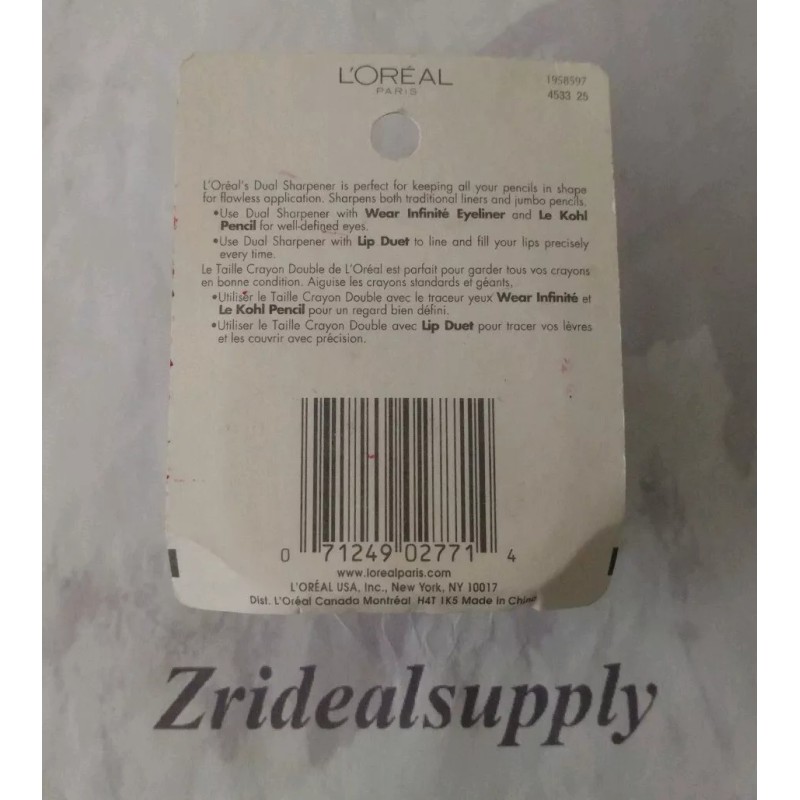 L'ORÉAL
PARIS
1958597
4533 25
L'Oréal's Dual Sharpener is perfect for keeping all your pencils in shape
for flawless application. Sharpens both traditional liners and jumbo pencils.
•Use Dual Sharpener with Wear Infinité Eyeliner and Le Kohl
Pencil for well-defined eyes.
•Use Dual Sharpener with Lip Duet to line and fill your lips precisely
every time.
Le Taille Crayon Double de L'Oréal est parfait pour garder tous vos crayons
en bonne condition. Aiguise les crayons standards et géants.
•Utiliser le Taille Crayon Double avec le traceur yeux Wear Infinité et
Le Kohl Pencil pour un regard bien défini.
•Utiliser le Taille Crayon Double avec Lip Duet pour tracer vos lèvres
et les couvrir avec précision.
0 71249 02771 4
www.lorealparis.com
L'ORÉAL USA, Inc., New York, NY 10017
Dist. L'Oréal Canada Montréal H4T 1K5 Made in China
Zridealsupply